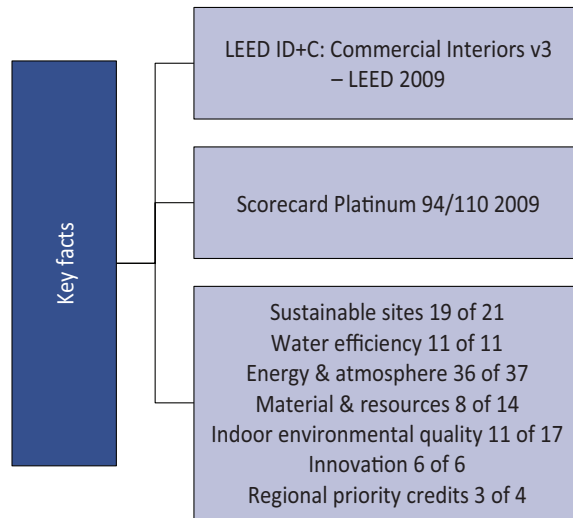 Key facts
LEED ID+C: Commercial Interiors v3
– LEED 2009
Scorecard Platinum 94/110 2009
Sustainable sites 19 of 21
Water efficiency 11 of 11
Energy & atmosphere 36 of 37
Material & resources 8 of 14
Indoor environmental quality 11 of 17
Innovation 6 of 6
Regional priority credits 3 of 4